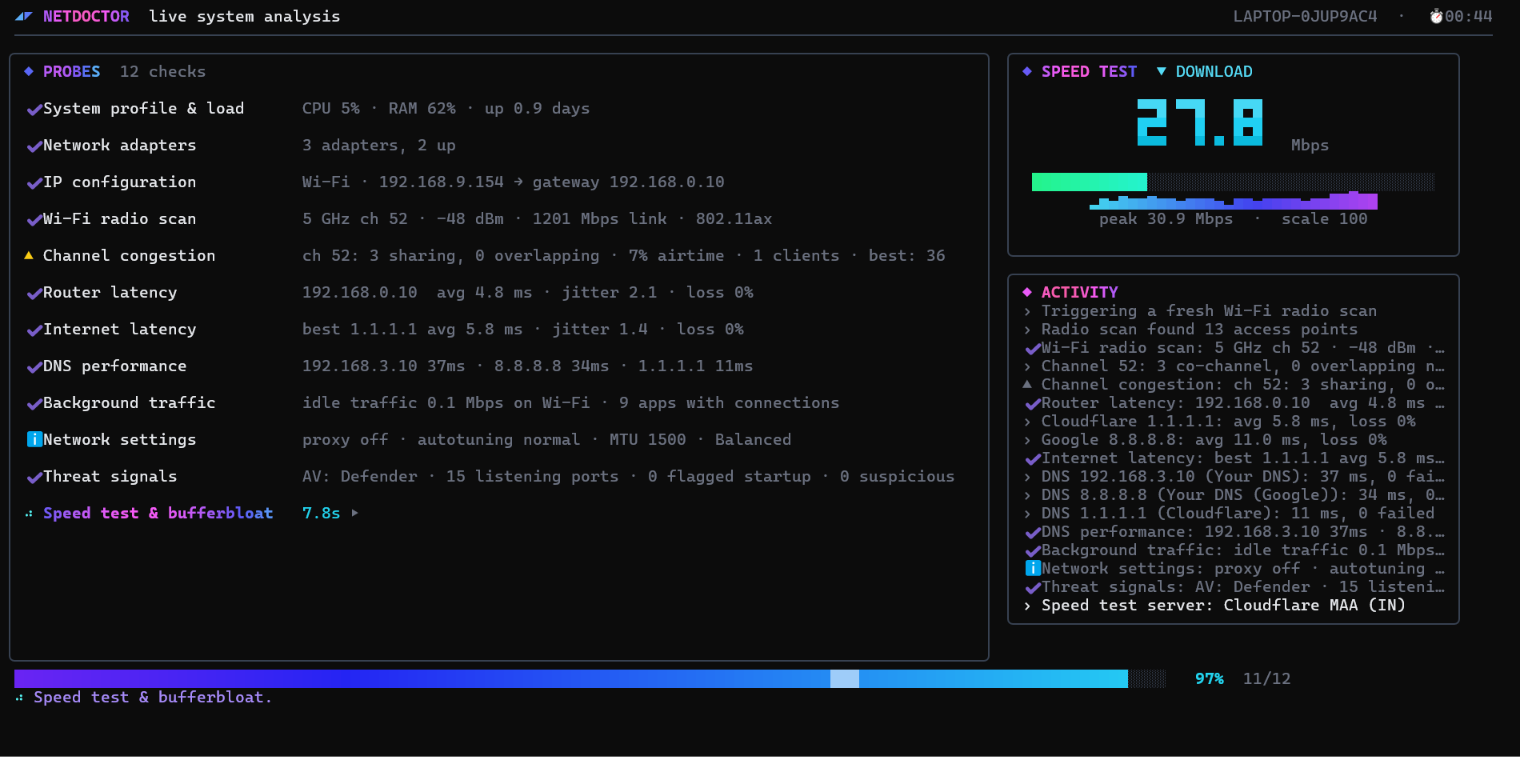 NETDOCTOR live system analysis
LAPTOP-0JUP9AC4 · ⏱00:44
◆ PROBES 12 checks
✔System profile & load CPU 5% · RAM 62% · up 0.9 days
✔Network adapters 3 adapters, 2 up
✔IP configuration Wi-Fi · 192.168.9.154 → gateway 192.168.0.10
✔Wi-Fi radio scan 5 GHz ch 52 · -48 dBm · 1201 Mbps link · 802.11ax
▲ Channel congestion ch 52: 3 sharing, 0 overlapping · 7% airtime · 1 clients · best: 36
✔Router latency 192.168.0.10 avg 4.8 ms · jitter 2.1 · loss 0%
✔Internet latency best 1.1.1.1 avg 5.8 ms · jitter 1.4 · loss 0%
✔DNS performance 192.168.3.10 37ms · 8.8.8.8 34ms · 1.1.1.1 11ms
✔Background traffic idle traffic 0.1 Mbps on Wi-Fi · 9 apps with connections
ℹNetwork settings proxy off · autotuning normal · MTU 1500 · Balanced
✔Threat signals AV: Defender · 15 listening ports · 0 flagged startup · 0 suspicious
Speed test & bufferbloat 7.8s ▸
◆ SPEED TEST ▼ DOWNLOAD
27.8 Mbps
peak 30.9 Mbps · scale 100
◆ ACTIVITY
› Triggering a fresh Wi-Fi radio scan
› Radio scan found 13 access points
✔Wi-Fi radio scan: 5 GHz ch 52 · -48 dBm ·…
› Channel 52: 3 co-channel, 0 overlapping n…
▲ Channel congestion: ch 52: 3 sharing, 0 o…
✔Router latency: 192.168.0.10 avg 4.8 ms …
› Cloudflare 1.1.1.1: avg 5.8 ms, loss 0%
› Google 8.8.8.8: avg 11.0 ms, loss 0%
✔Internet latency: best 1.1.1.1 avg 5.8 ms…
› DNS 192.168.3.10 (Your DNS): 37 ms, 0 fai…
› DNS 8.8.8.8 (Your DNS (Google)): 34 ms, 0…
› DNS 1.1.1.1 (Cloudflare): 11 ms, 0 failed
✔DNS performance: 192.168.3.10 37ms · 8.8.…
✔Background traffic: idle traffic 0.1 Mbps…
ℹNetwork settings: proxy off · autotuning …
✔Threat signals: AV: Defender · 15 listeni…
› Speed test server: Cloudflare MAA (IN)
97% 11/12
Speed test & bufferbloat.